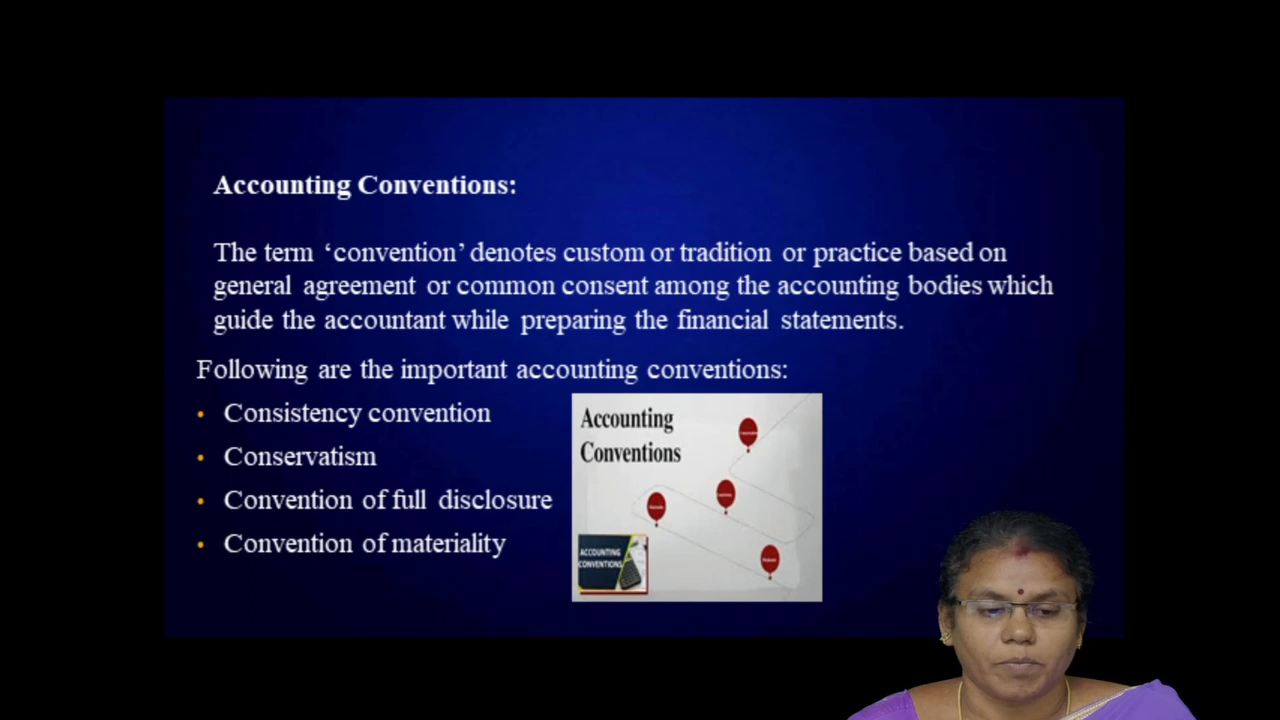 Accounting Conventions:
The term ‘convention’ denotes custom or tradition or practice based on
general agreement or common consent among the accounting bodies which
guide the accountant while preparing the financial statements.
Following are the important accounting conventions:
• Consistency convention
• Conservatism
• Convention of full disclosure
• Convention of materiality
Accounting
Conventions
ACCOUNTING
CONVENTIONS